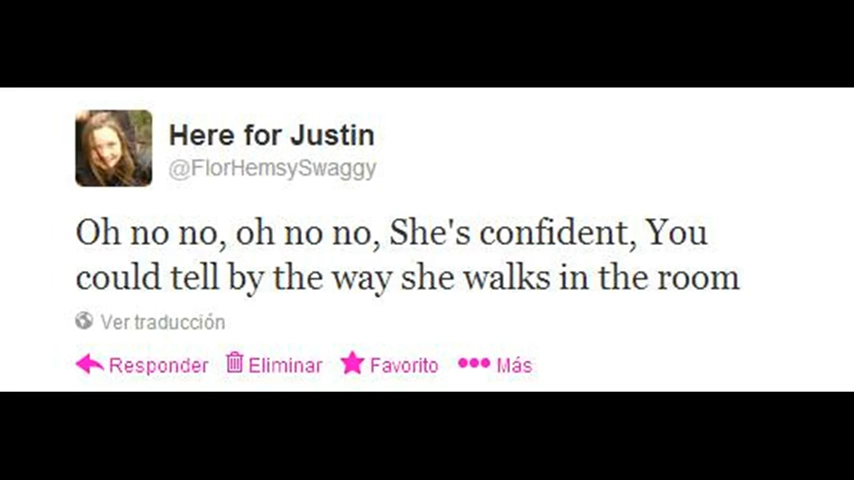 Here for Justin
@FlorHemsySwaggy
Oh no no, oh no no, She's confident, You
could tell by the way she walks in the room
Ver traducción
Responder Eliminar Favorito ••• Más